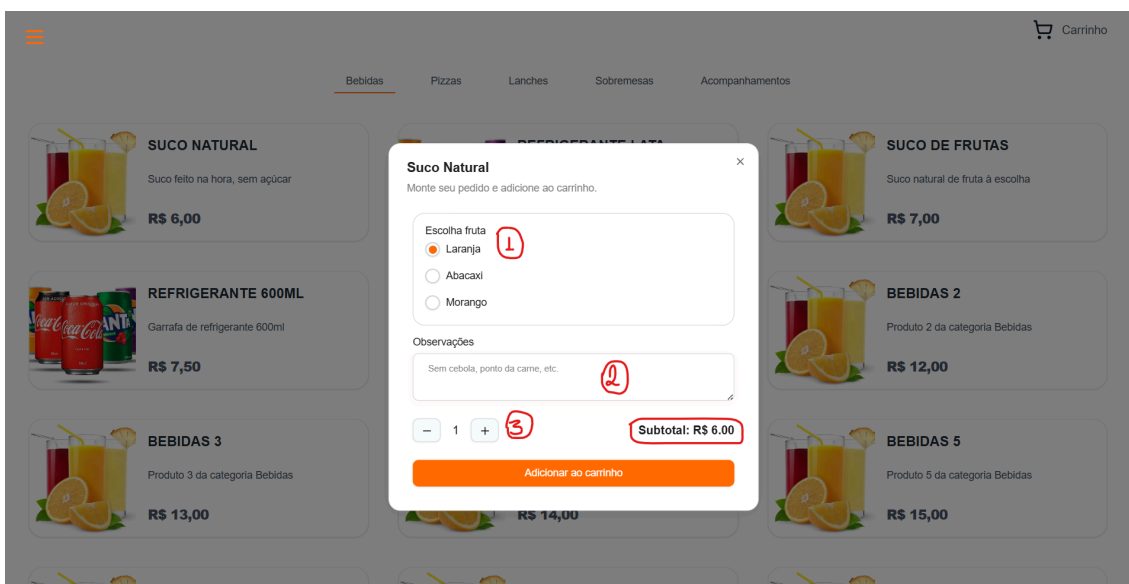 Carrinho
Bebidas Pizzas Lanches Sobremesas Acompanhamentos
SUCO NATURAL
Suco feito na hora, sem açúcar
R$ 6,00
REFRIGERANTE LATA
SUCO DE FRUTAS
Suco natural de fruta à escolha
R$ 7,00
Suco Natural
×
Monte seu pedido e adicione ao carrinho.
Escolha fruta
1
Laranja
Abacaxi
Morango
Observações
Sem cebola, ponto da carne, etc.
2
− 1 +
3
Subtotal: R$ 6.00
Adicionar ao carrinho
REFRIGERANTE 600ML
Garrafa de refrigerante 600ml
R$ 7,50
Coca-Cola
BEBIDAS 2
Produto 2 da categoria Bebidas
R$ 12,00
BEBIDAS 3
Produto 3 da categoria Bebidas
R$ 13,00
R$ 14,00
BEBIDAS 5
Produto 5 da categoria Bebidas
R$ 15,00